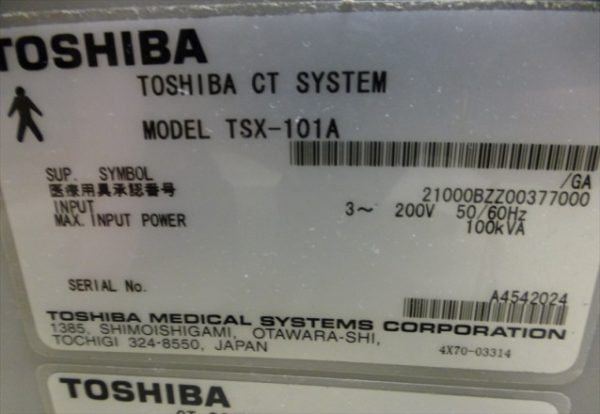 TOSHIBA
TOSHIBA CT SYSTEM
MODEL TSX-101A
SUP. SYMBOL /GA
医療用具承認番号 21000BZZ00377000
INPUT 3~ 200V 50/60Hz
MAX. INPUT POWER 100kVA
SERIAL No. A4542024
TOSHIBA MEDICAL SYSTEMS CORPORATION
1385, SHIMOISHIGAMI, OTAWARA-SHI,
TOCHIGI 324-8550, JAPAN 4X70-03314
TOSHIBA